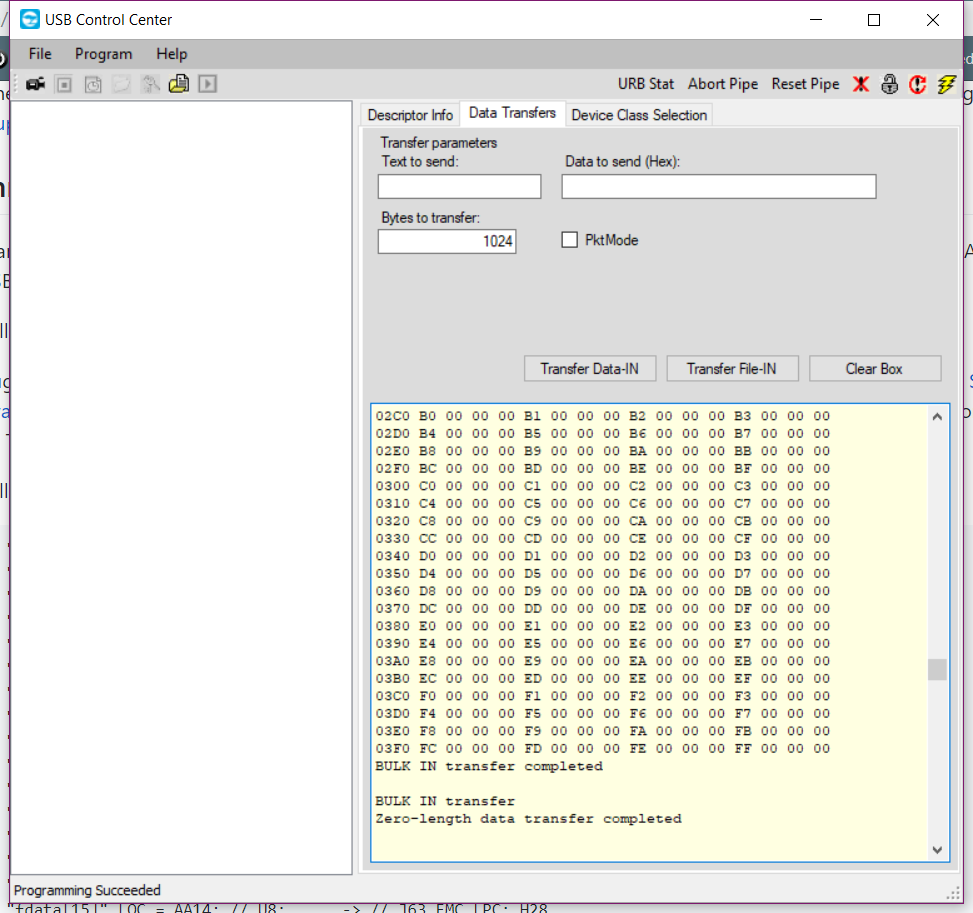 USB Control Center
File Program Help
URB Stat Abort Pipe Reset Pipe
Descriptor Info Data Transfers Device Class Selection
Transfer parameters
Text to send: Data to send (Hex):
Bytes to transfer:
1024 PktMode
Transfer Data-IN Transfer File-IN Clear Box
02C0 B0 00 00 00 B1 00 00 00 B2 00 00 00 B3 00 00 00
02D0 B4 00 00 00 B5 00 00 00 B6 00 00 00 B7 00 00 00
02E0 B8 00 00 00 B9 00 00 00 BA 00 00 00 BB 00 00 00
02F0 BC 00 00 00 BD 00 00 00 BE 00 00 00 BF 00 00 00
0300 C0 00 00 00 C1 00 00 00 C2 00 00 00 C3 00 00 00
0310 C4 00 00 00 C5 00 00 00 C6 00 00 00 C7 00 00 00
0320 C8 00 00 00 C9 00 00 00 CA 00 00 00 CB 00 00 00
0330 CC 00 00 00 CD 00 00 00 CE 00 00 00 CF 00 00 00
0340 D0 00 00 00 D1 00 00 00 D2 00 00 00 D3 00 00 00
0350 D4 00 00 00 D5 00 00 00 D6 00 00 00 D7 00 00 00
0360 D8 00 00 00 D9 00 00 00 DA 00 00 00 DB 00 00 00
0370 DC 00 00 00 DD 00 00 00 DE 00 00 00 DF 00 00 00
0380 E0 00 00 00 E1 00 00 00 E2 00 00 00 E3 00 00 00
0390 E4 00 00 00 E5 00 00 00 E6 00 00 00 E7 00 00 00
03A0 E8 00 00 00 E9 00 00 00 EA 00 00 00 EB 00 00 00
03B0 EC 00 00 00 ED 00 00 00 EE 00 00 00 EF 00 00 00
03C0 F0 00 00 00 F1 00 00 00 F2 00 00 00 F3 00 00 00
03D0 F4 00 00 00 F5 00 00 00 F6 00 00 00 F7 00 00 00
03E0 F8 00 00 00 F9 00 00 00 FA 00 00 00 FB 00 00 00
03F0 FC 00 00 00 FD 00 00 00 FE 00 00 00 FF 00 00 00
BULK IN transfer completed
BULK IN transfer
Zero-length data transfer completed
Programming Succeeded
"fdata[15]" LOC = AA14; // U8: -> // J63 FMC LPC: H28